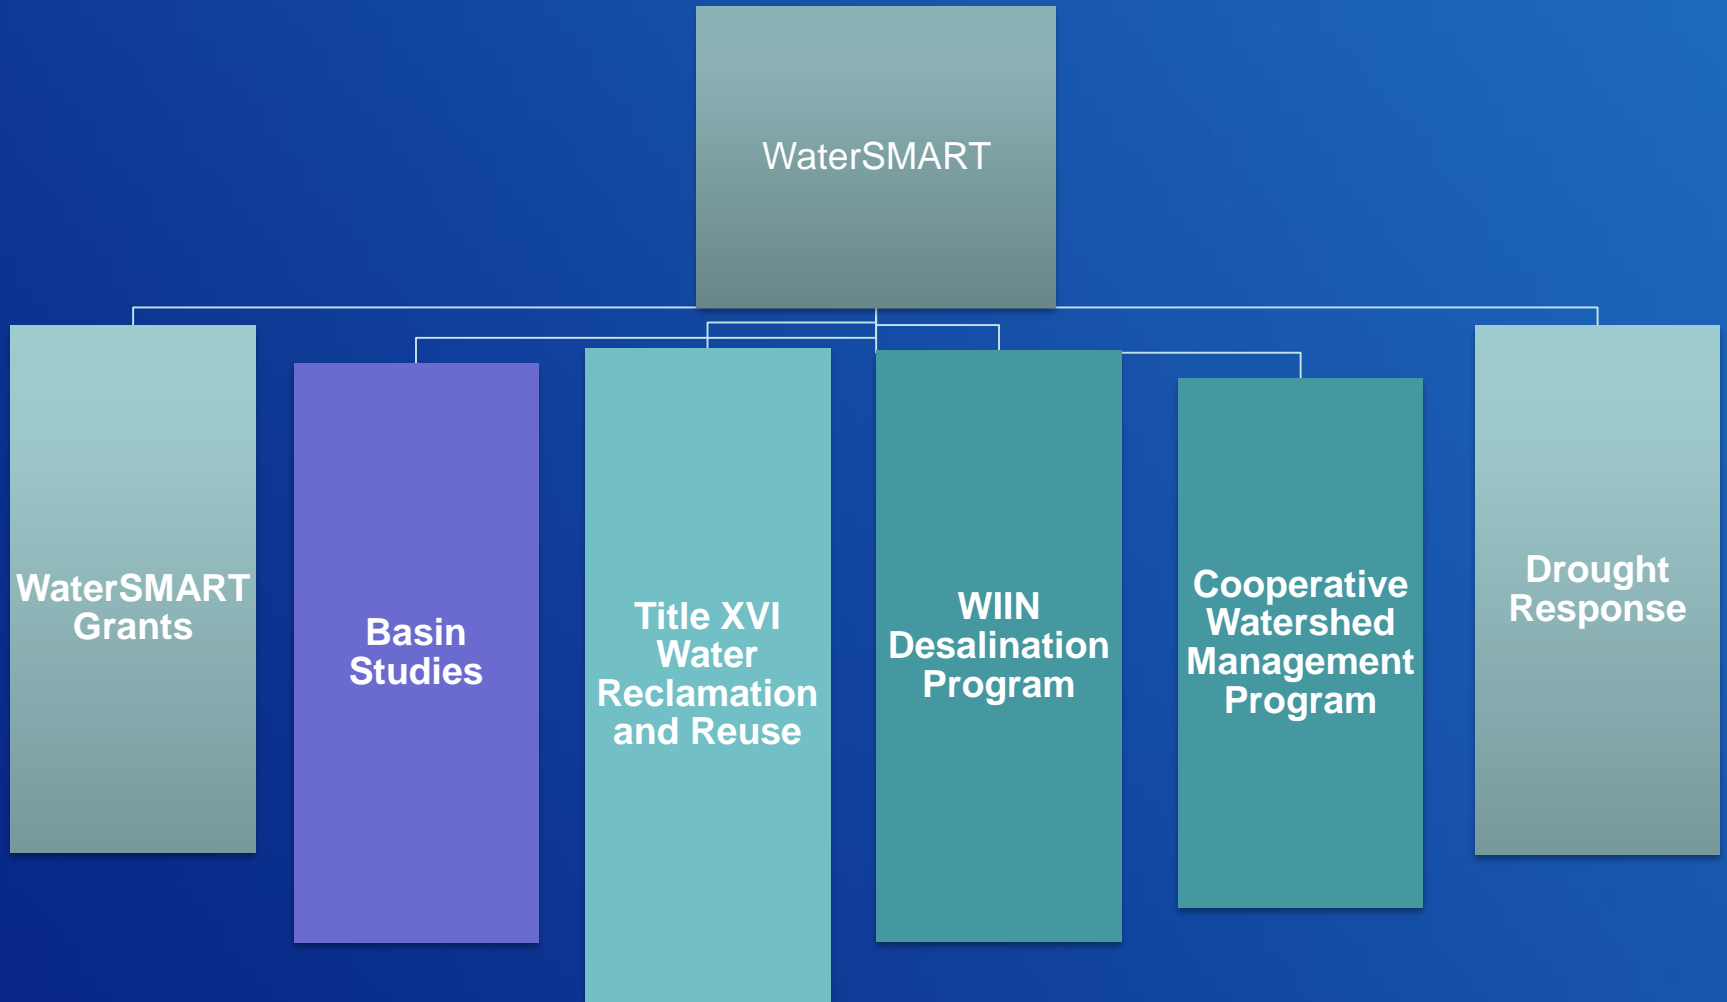 WaterSMART
WaterSMART
Grants
Basin
Studies
Title XVI
Water
Reclamation
and Reuse
WIIN
Desalination
Program
Cooperative
Watershed
Management
Program
Drought
Response